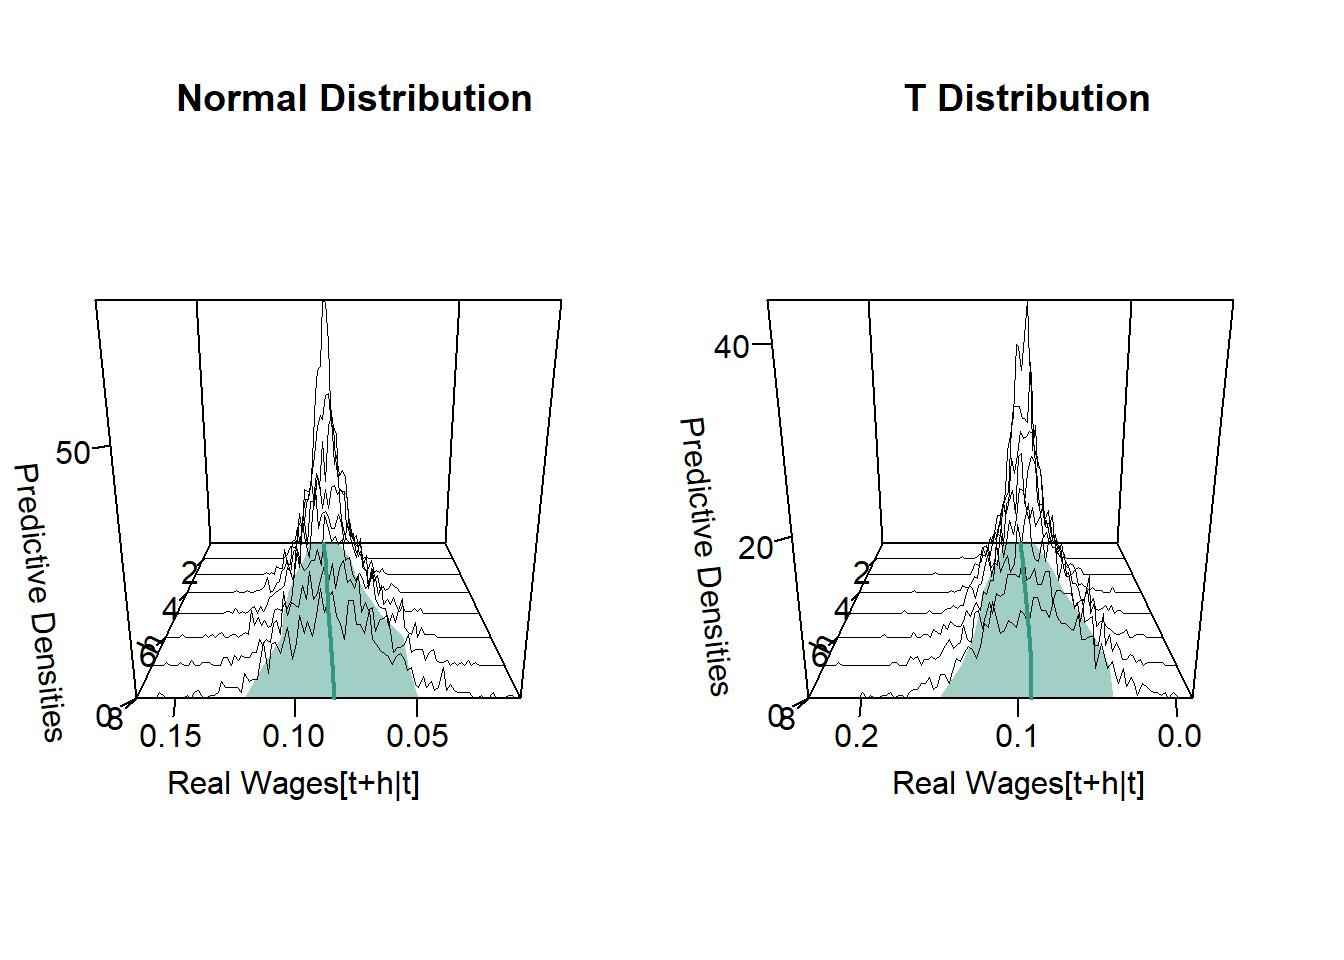 Normal Distribution
50
Predictive Densities
2
4
6
h
0
8
0.15 0.10 0.05
Real Wages[t+h|t]
T Distribution
40
20
Predictive Densities
2
4
6
h
0
8
0.2 0.1 0.0
Real Wages[t+h|t]